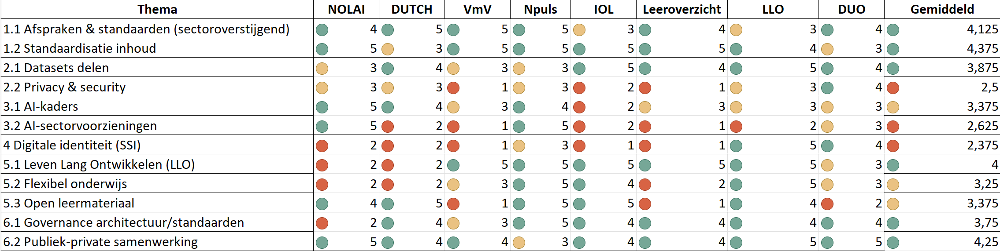 Thema NOLAI DUTCH VmV Npuls IOL Leeroverzicht LLO DUO Gemiddeld
1.1 Afspraken & standaarden (sectoroverstijgend) 4 5 5 5 3 4 3 4 4,125
1.2 Standaardisatie inhoud 5 3 5 5 5 5 4 3 4,375
2.1 Datasets delen 3 4 3 3 5 4 5 4 3,875
2.2 Privacy & security 3 3 1 3 2 1 3 4 2,5
3.1 AI-kaders 5 4 3 4 2 3 3 3 3,375
3.2 AI-sectorvoorzieningen 5 2 1 5 2 1 2 3 2,625
4 Digitale identiteit (SSI) 2 2 1 3 1 1 5 4 2,375
5.1 Leven Lang Ontwikkelen (LLO) 2 2 5 5 5 5 5 3 4
5.2 Flexibel onderwijs 2 2 3 5 4 2 5 3 3,25
5.3 Open leermateriaal 4 5 1 5 5 1 4 2 3,375
6.1 Governance architectuur/standaarden 2 4 3 5 4 4 4 4 3,75
6.2 Publiek-private samenwerking 5 4 4 3 4 4 5 5 4,25